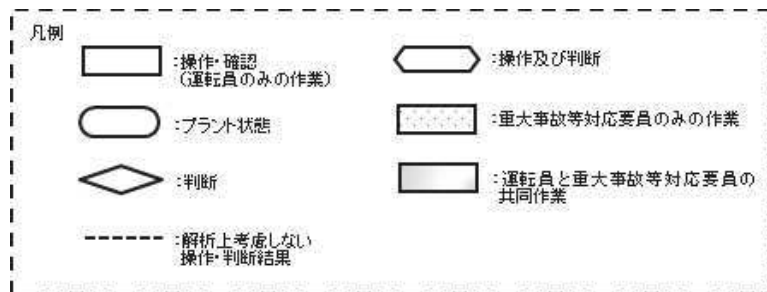 凡例
:操作・確認
(運転員のみの作業)
:プラント状態
:判断
:解析上考慮しない
操作・判断結果
:操作及び判断
:重大事故等対応要員のみの作業
:運転員と重大事故等対応要員の
共同作業